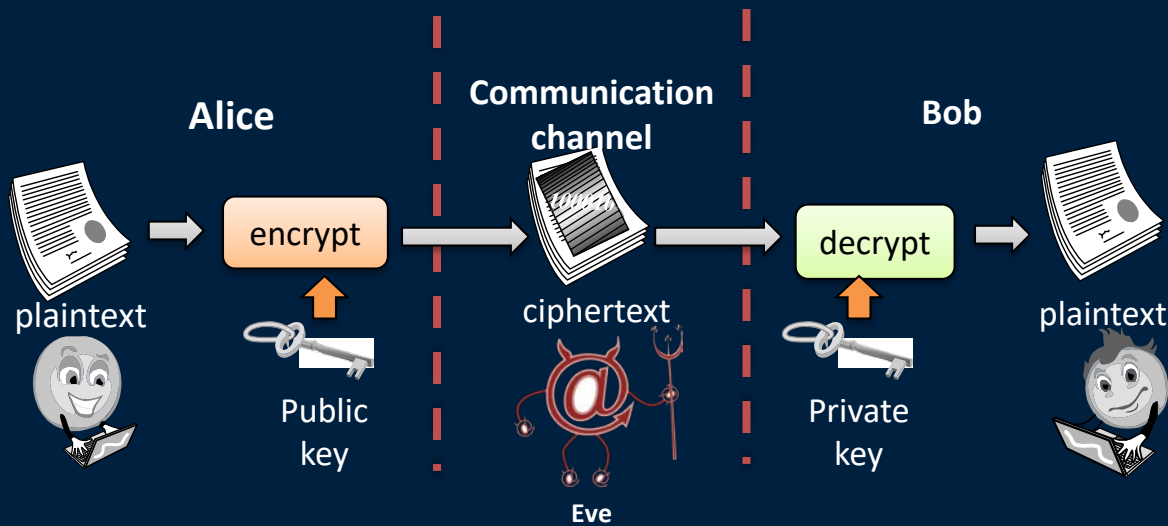 Alice
Communication
channel
Bob
encrypt
decrypt
plaintext
ciphertext
plaintext
@
Public
key
Private
key
Eve